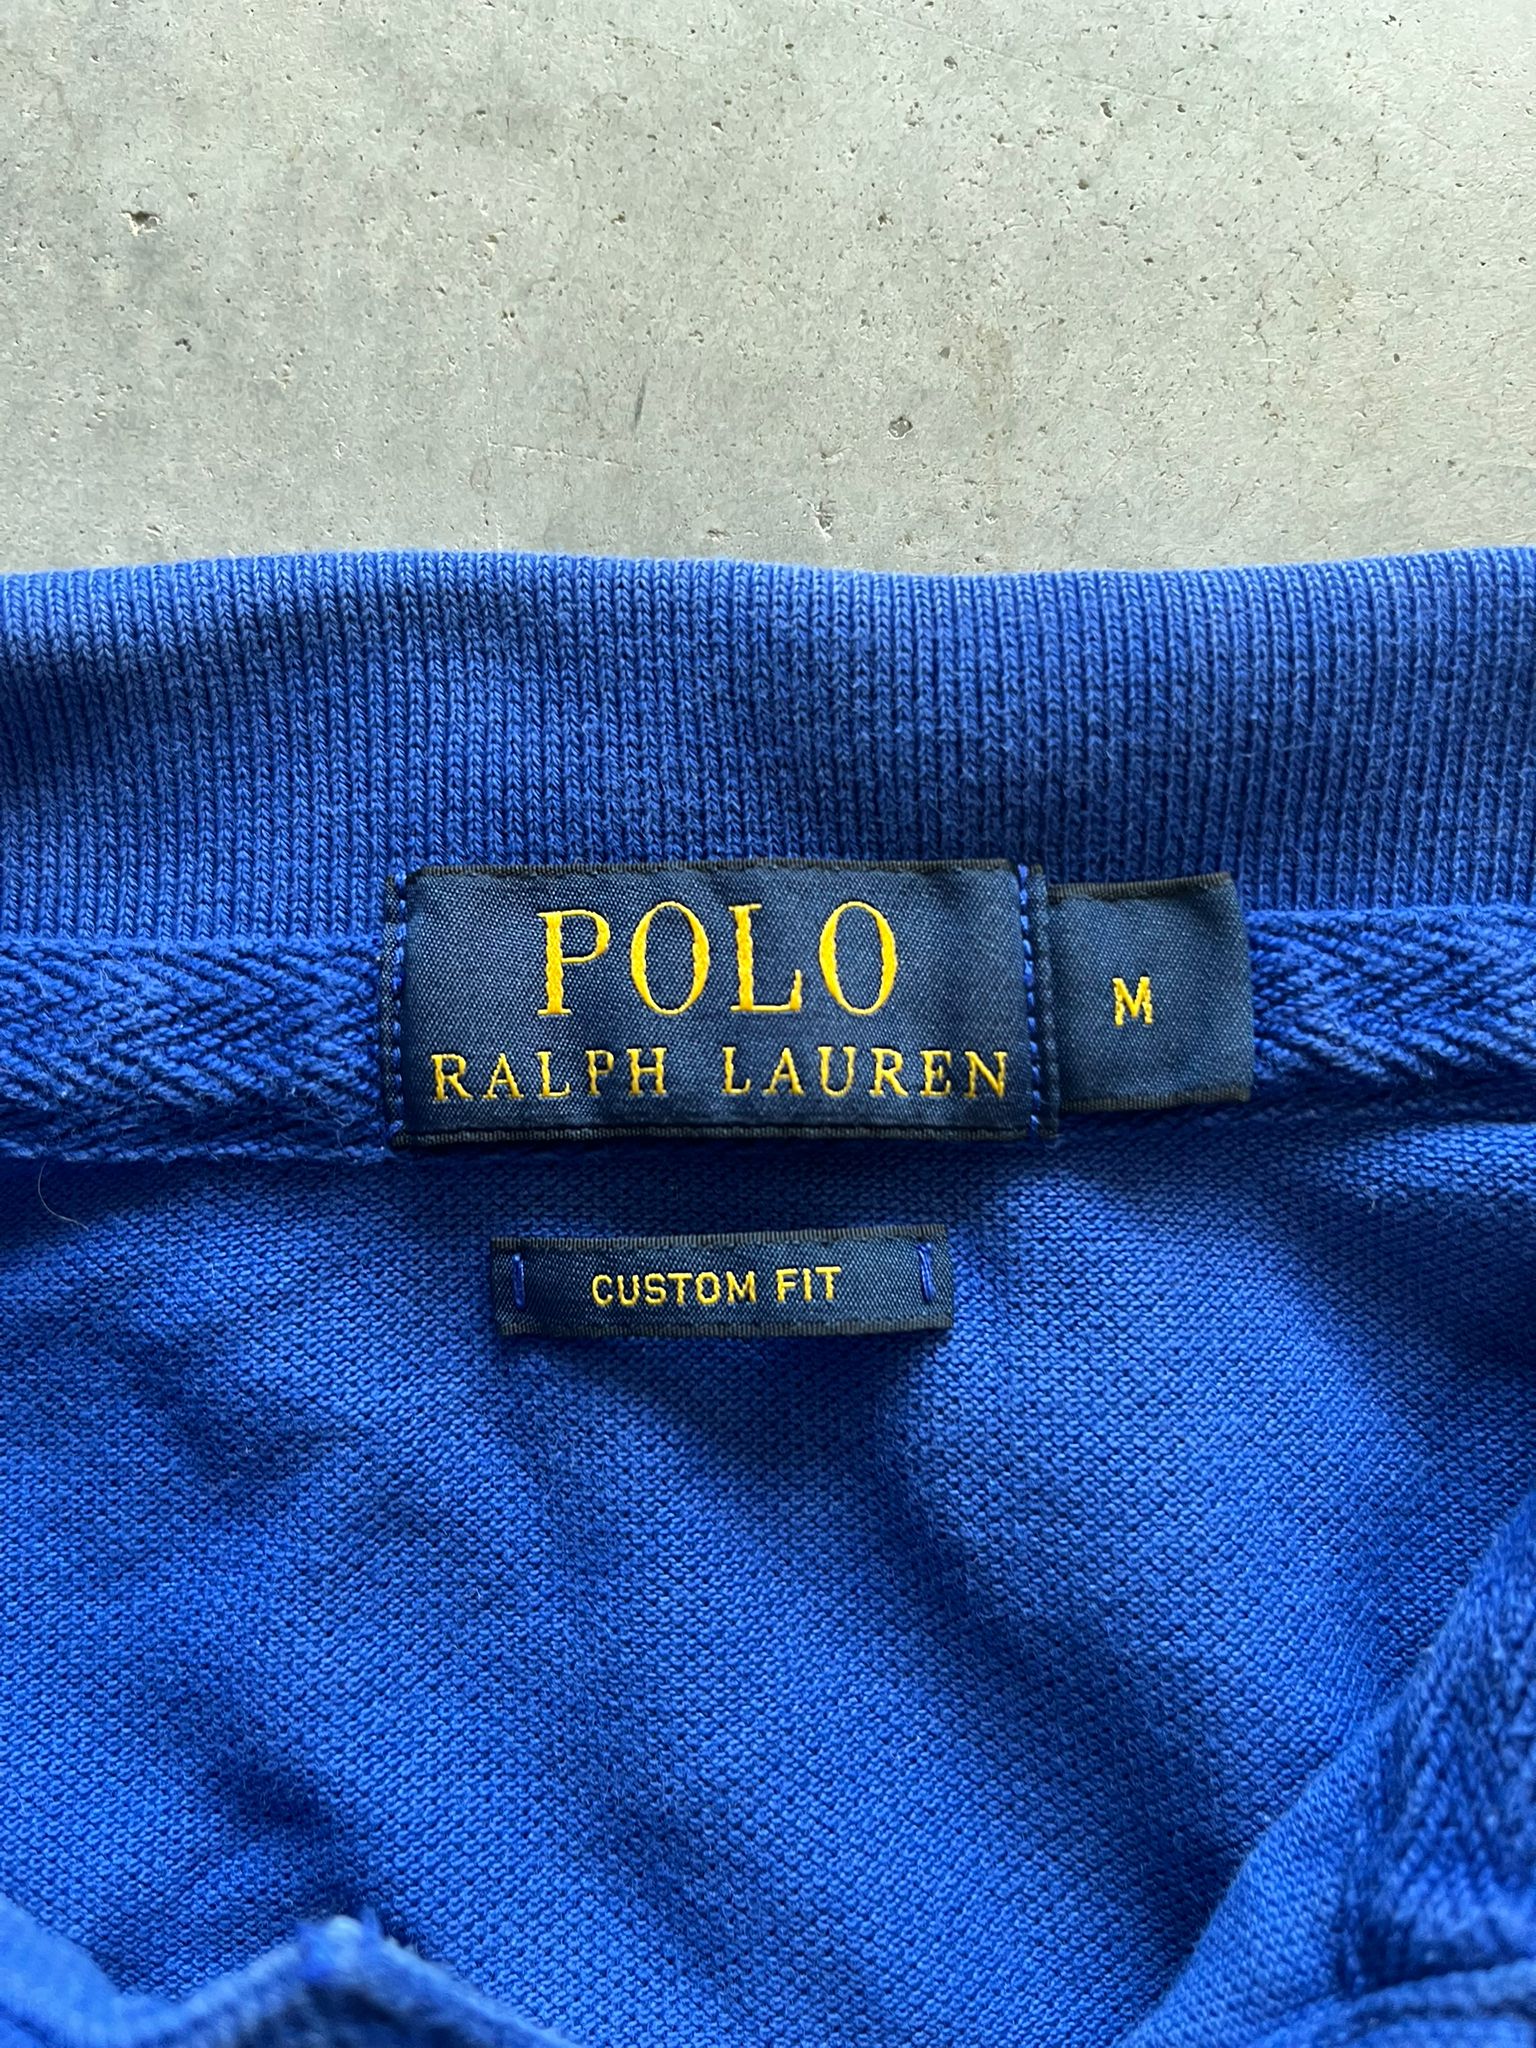 POLO
RALPH LAUREN
M
CUSTOM FIT